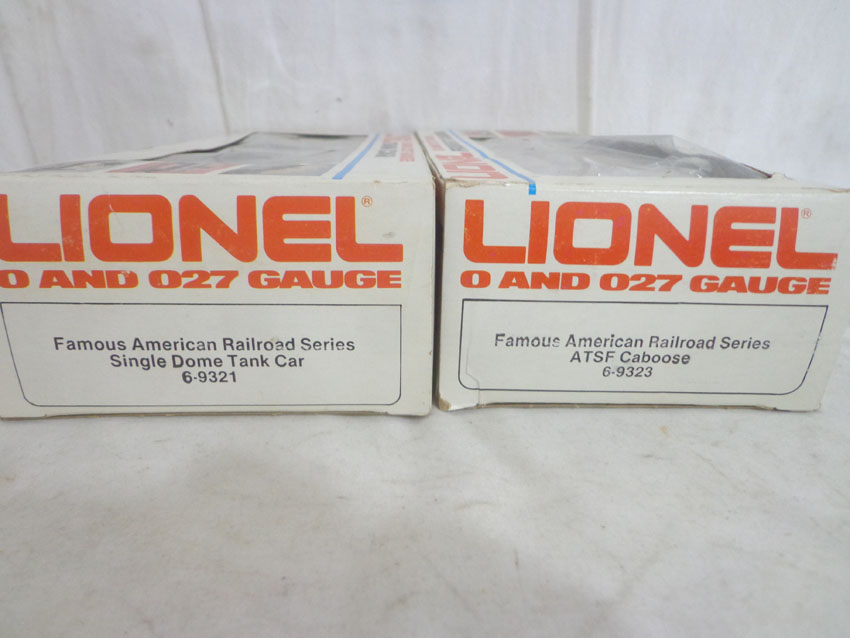 LIONEL®
O AND 027 GAUGE
Famous American Railroad Series
Single Dome Tank Car
6-9321
LIONEL®
O AND 027 GAUGE
Famous American Railroad Series
ATSF Caboose
6-9323